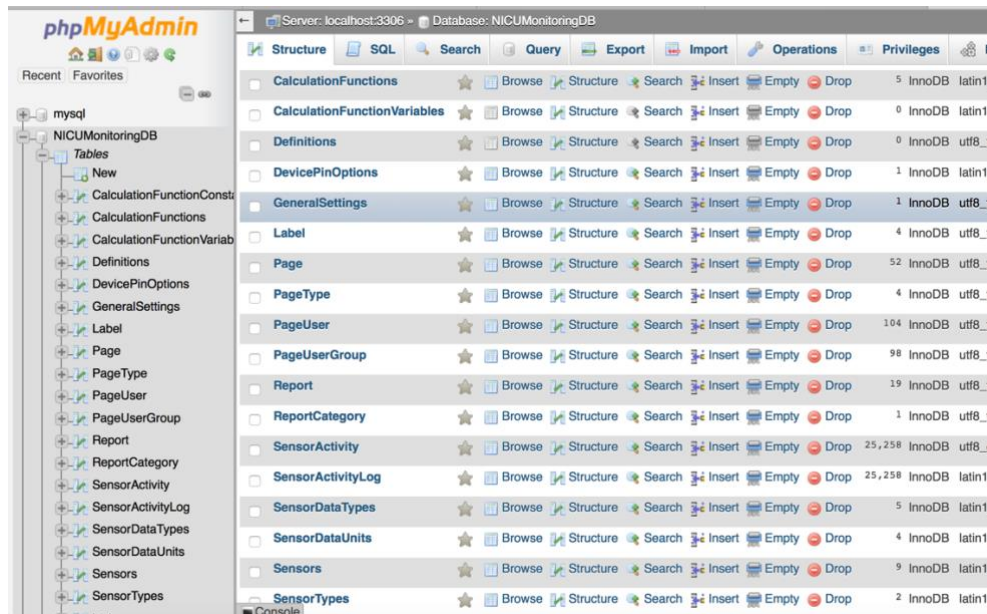 phpMyAdmin
Recent Favorites
mysql
NICUMonitoringDB
Tables
New
CalculationFunctionConsta
CalculationFunctions
CalculationFunctionVariab
Definitions
DevicePinOptions
GeneralSettings
Label
Page
PageType
PageUser
PageUserGroup
Report
ReportCategory
SensorActivity
SensorActivityLog
SensorDataTypes
SensorDataUnits
Sensors
SensorTypes
Server: localhost:3306 » Database: NICUMonitoringDB
Structure SQL Search Query Export Import Operations Privileges
CalculationFunctions Browse Structure Search Insert Empty Drop 5 InnoDB latin1
CalculationFunctionVariables Browse Structure Search Insert Empty Drop 0 InnoDB latin1
Definitions Browse Structure Search Insert Empty Drop 0 InnoDB utf8_
DevicePinOptions Browse Structure Search Insert Empty Drop 1 InnoDB latin1
GeneralSettings Browse Structure Search Insert Empty Drop 1 InnoDB utf8_
Label Browse Structure Search Insert Empty Drop 4 InnoDB utf8_
Page Browse Structure Search Insert Empty Drop 52 InnoDB utf8_
PageType Browse Structure Search Insert Empty Drop 4 InnoDB utf8_
PageUser Browse Structure Search Insert Empty Drop 104 InnoDB utf8_
PageUserGroup Browse Structure Search Insert Empty Drop 98 InnoDB utf8_
Report Browse Structure Search Insert Empty Drop 19 InnoDB utf8_
ReportCategory Browse Structure Search Insert Empty Drop 1 InnoDB utf8_
SensorActivity Browse Structure Search Insert Empty Drop 25,258 InnoDB utf8_
SensorActivityLog Browse Structure Search Insert Empty Drop 25,258 InnoDB latin1
SensorDataTypes Browse Structure Search Insert Empty Drop 5 InnoDB latin1
SensorDataUnits Browse Structure Search Insert Empty Drop 4 InnoDB latin1
Sensors Browse Structure Search Insert Empty Drop 9 InnoDB latin1
SensorTypes Browse Structure Search Insert Empty Drop 2 InnoDB latin1
Console